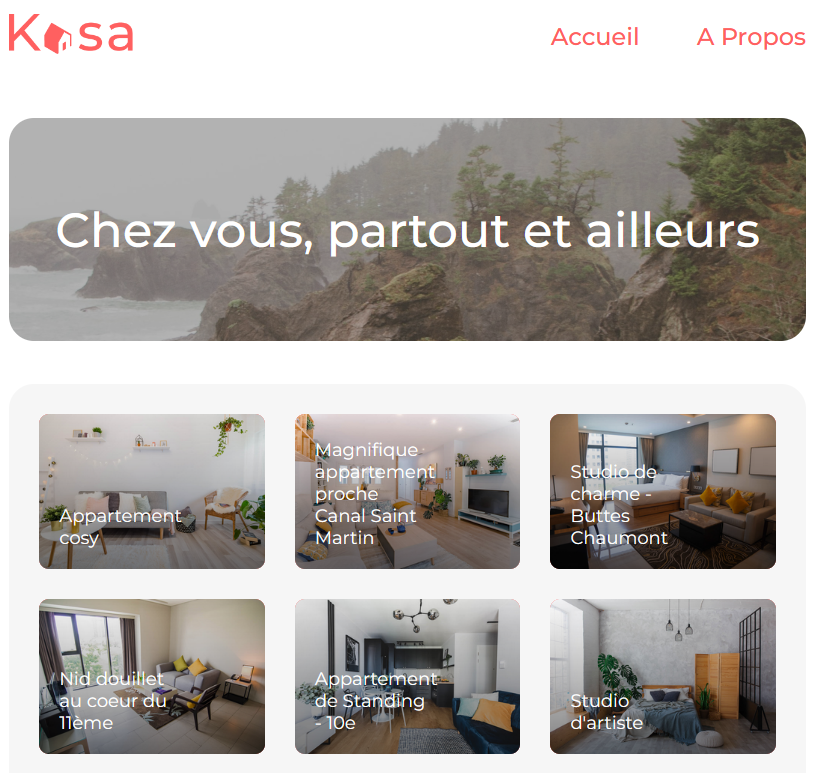 Kasa
Accueil
A Propos
Chez vous, partout et ailleurs
Appartement
cosy
Magnifique
appartement
proche
Canal Saint
Martin
Studio de
charme -
Buttes
Chaumont
Nid douillet
au coeur du
11ème
Appartement
de Standing
- 10e
Studio
d'artiste